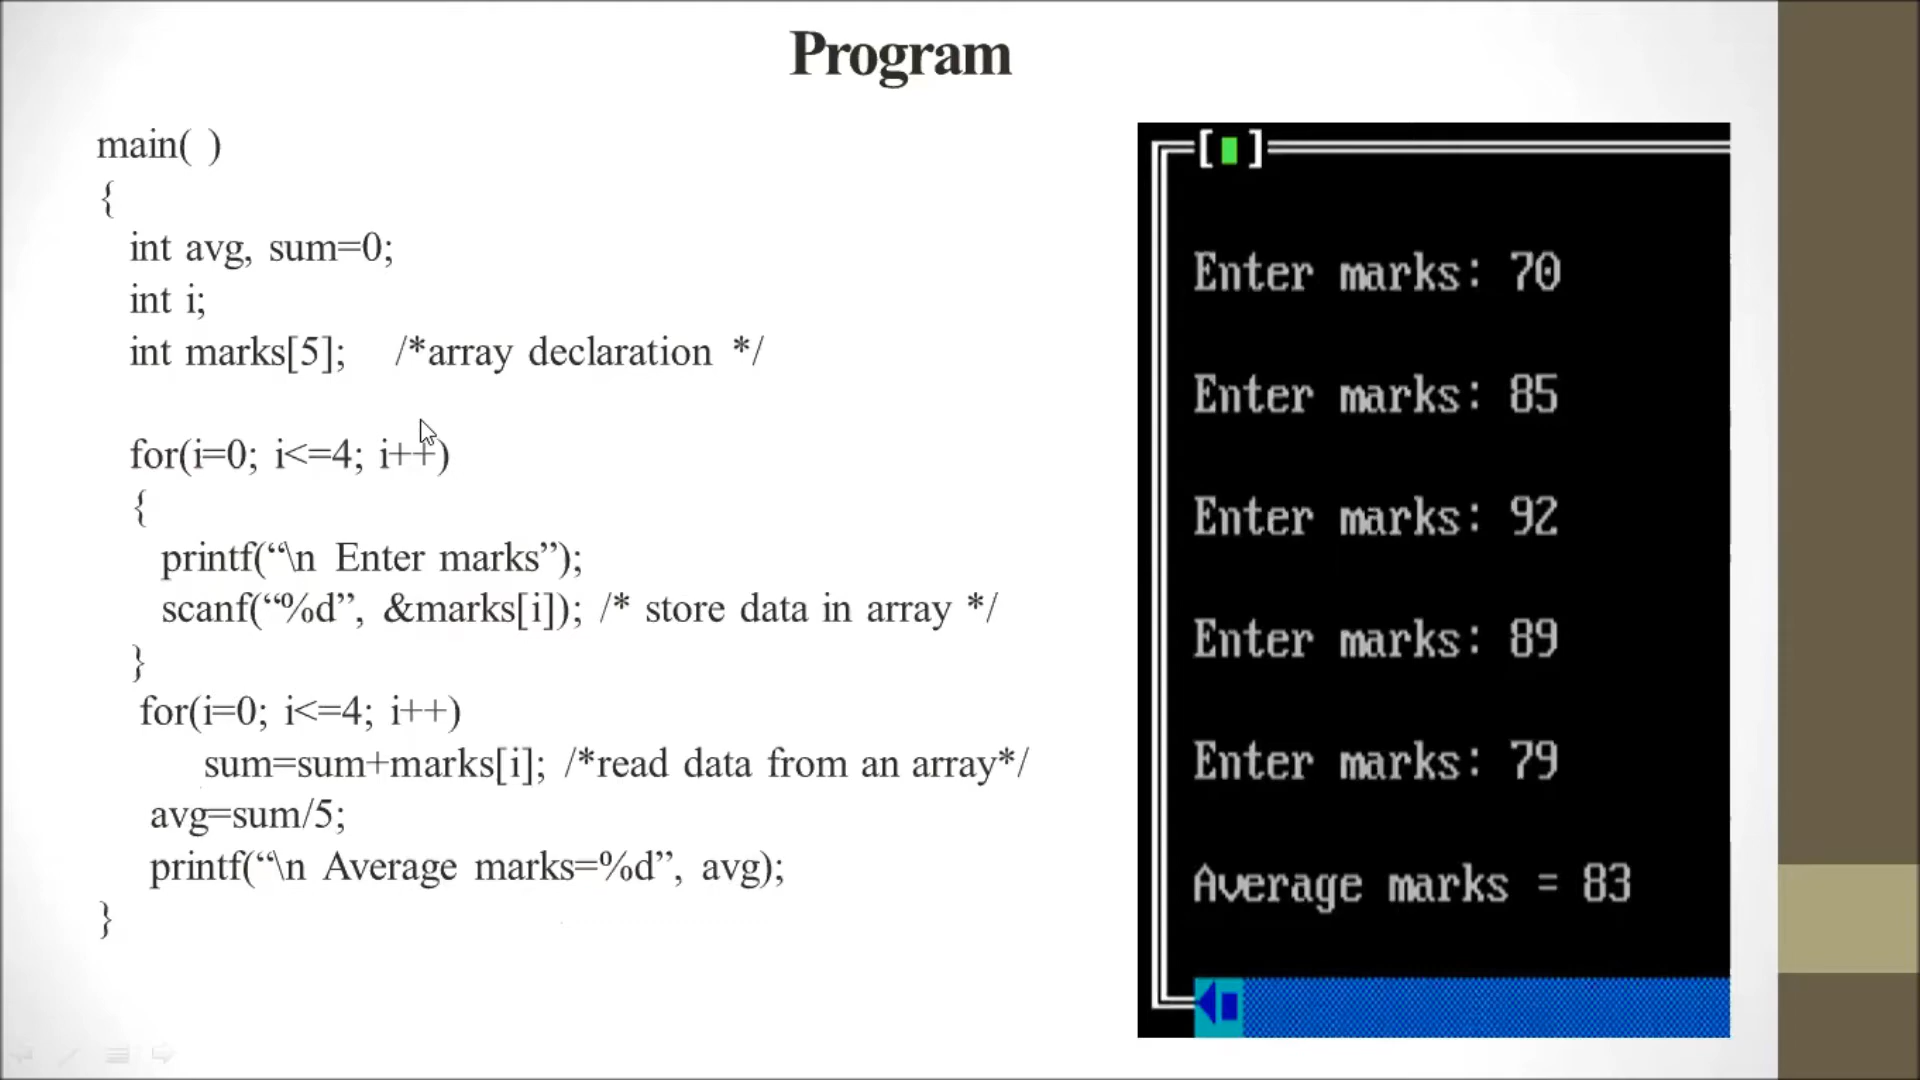 Program
main( )
{
int avg, sum=0;
int i;
int marks[5]; /*array declaration */
for(i=0; i<=4; i++)
{
printf(“\n Enter marks”);
scanf(“%d”, &marks[i]); /* store data in array */
}
for(i=0; i<=4; i++)
sum=sum+marks[i]; /*read data from an array*/
avg=sum/5;
printf(“\n Average marks=%d”, avg);
}
Enter marks: 70
Enter marks: 85
Enter marks: 92
Enter marks: 89
Enter marks: 79
Average marks = 83